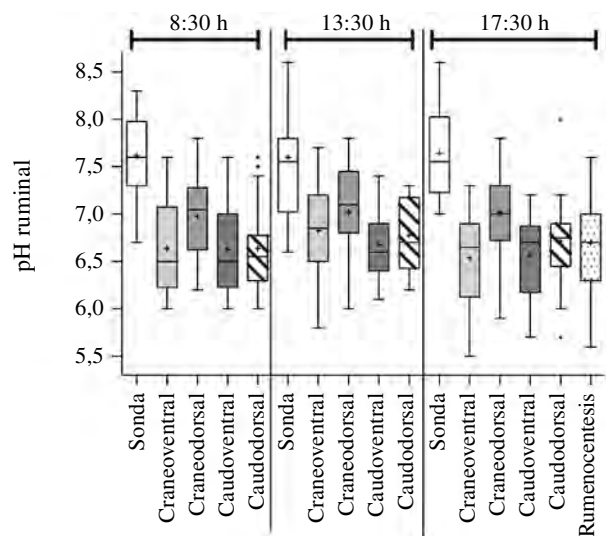 8:30 h 13:30 h 17:30 h
pH ruminal
8,5
8,0
7,5
7,0
6,5
6,0
5,5
Sonda
Craneoventral
Craneodorsal
Caudoventral
Caudodorsal
Sonda
Craneoventral
Craneodorsal
Caudoventral
Caudodorsal
Sonda
Craneoventral
Craneodorsal
Caudoventral
Caudodorsal
Rumenocentesis